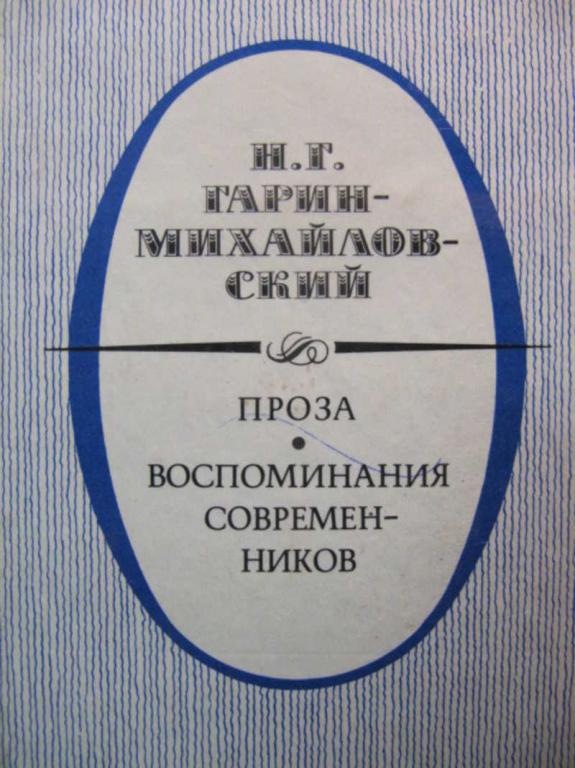 Н.Г.
ГАРИН-
МИХАЙЛОВ-
СКИЙ
ПРОЗА
•
ВОСПОМИНАНИЯ
СОВРЕМЕН-
НИКОВ